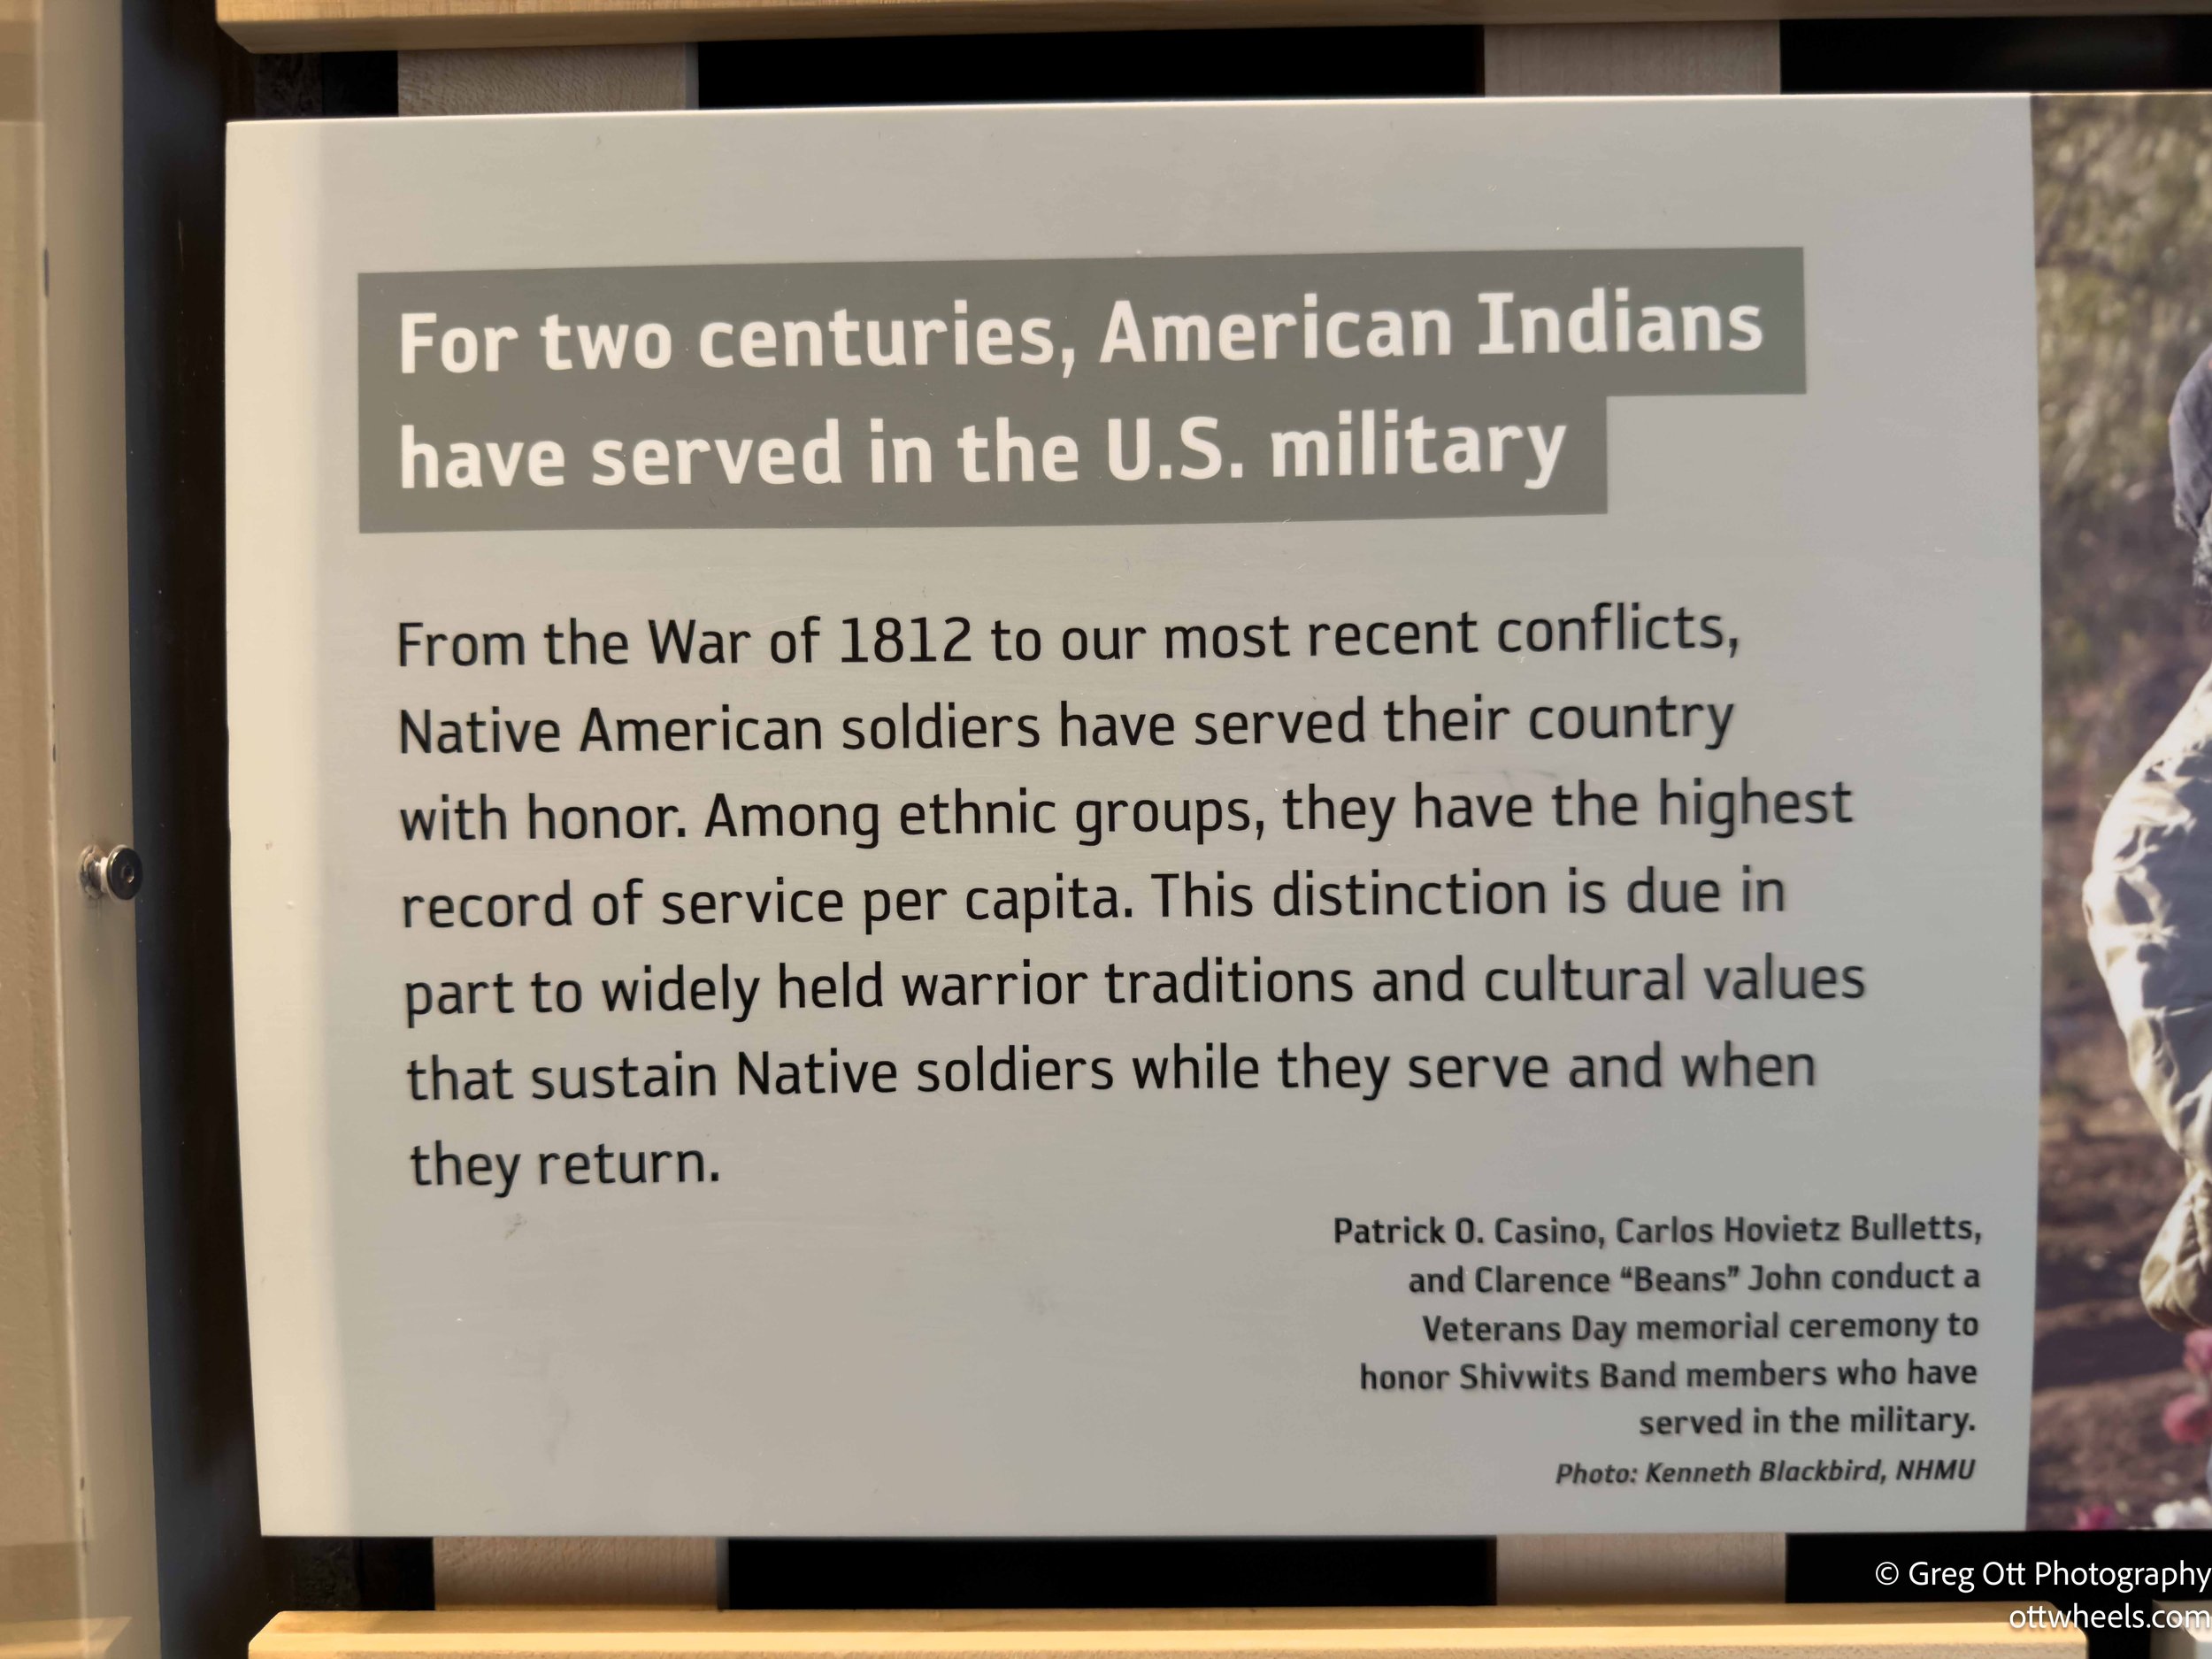 For two centuries, American Indians
have served in the U.S. military
From the War of 1812 to our most recent conflicts,
Native American soldiers have served their country
with honor. Among ethnic groups, they have the highest
record of service per capita. This distinction is due in
part to widely held warrior traditions and cultural values
that sustain Native soldiers while they serve and when
they return.
Patrick O. Casino, Carlos Hovietz Bulletts,
and Clarence “Beans” John conduct a
Veterans Day memorial ceremony to
honor Shivwits Band members who have
served in the military.
Photo: Kenneth Blackbird, NHMU
© Greg Ott Photography
ottwheels.com